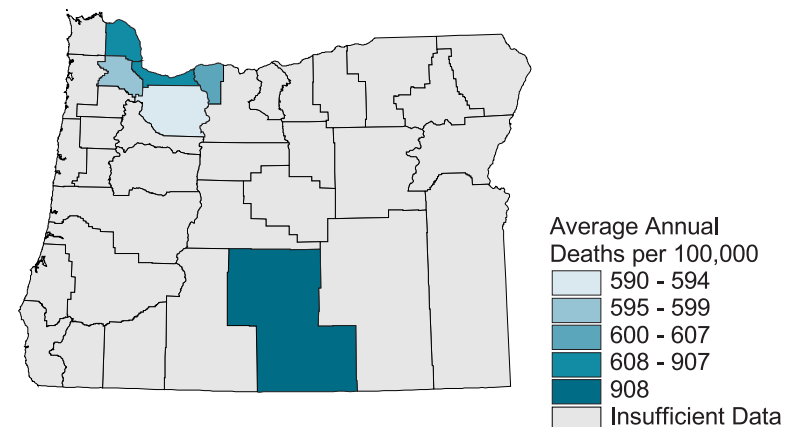 Average Annual
Deaths per 100,000
590 - 594
595 - 599
600 - 607
608 - 907
908
Insufficient Data